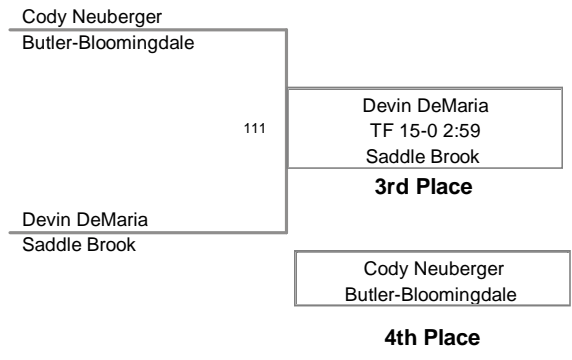 Cody Neuberger
Butler-Bloomingdale
111
Devin DeMaria
TF 15-0 2:59
Saddle Brook
3rd Place
Devin DeMaria
Saddle Brook
Cody Neuberger
Butler-Bloomingdale
4th Place